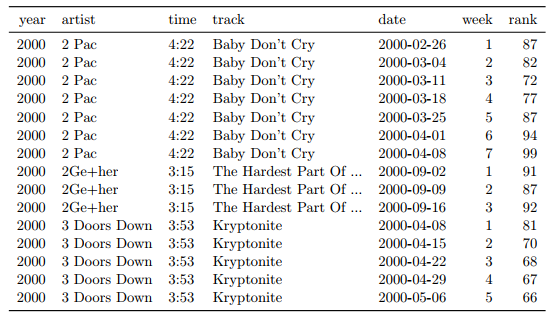 year artist time track date week rank
2000 2 Pac 4:22 Baby Don't Cry 2000-02-26 1 87
2000 2 Pac 4:22 Baby Don't Cry 2000-03-04 2 82
2000 2 Pac 4:22 Baby Don't Cry 2000-03-11 3 72
2000 2 Pac 4:22 Baby Don't Cry 2000-03-18 4 77
2000 2 Pac 4:22 Baby Don't Cry 2000-03-25 5 87
2000 2 Pac 4:22 Baby Don't Cry 2000-04-01 6 94
2000 2 Pac 4:22 Baby Don't Cry 2000-04-08 7 99
2000 2Ge+her 3:15 The Hardest Part Of ... 2000-09-02 1 91
2000 2Ge+her 3:15 The Hardest Part Of ... 2000-09-09 2 87
2000 2Ge+her 3:15 The Hardest Part Of ... 2000-09-16 3 92
2000 3 Doors Down 3:53 Kryptonite 2000-04-08 1 81
2000 3 Doors Down 3:53 Kryptonite 2000-04-15 2 70
2000 3 Doors Down 3:53 Kryptonite 2000-04-22 3 68
2000 3 Doors Down 3:53 Kryptonite 2000-04-29 4 67
2000 3 Doors Down 3:53 Kryptonite 2000-05-06 5 66